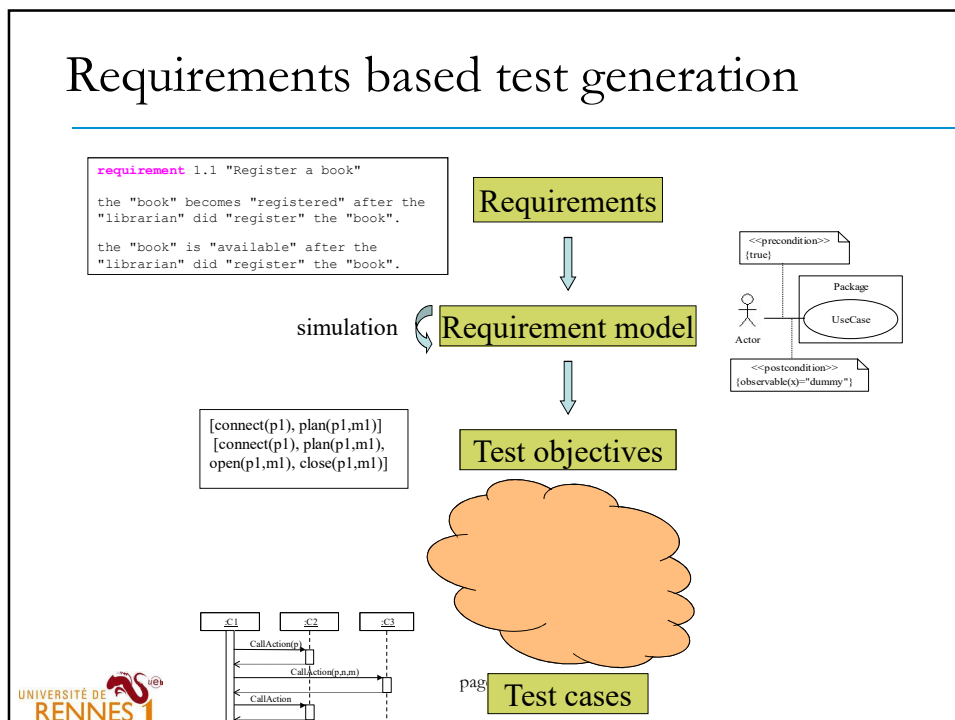 Requirements based test generation
requirement 1.1 "Register a book"
the "book" becomes "registered" after the
"librarian" did "register" the "book".
the "book" is "available" after the
"librarian" did "register" the "book".
Requirements
<<precondition>>
{true}
Package
UseCase
Actor
<<postcondition>>
{observable(x)="dummy"}
simulation
Requirement model
[connect(p1), plan(p1,m1)]
[connect(p1), plan(p1,m1),
open(p1,m1), close(p1,m1)]
Test objectives
:C1
:C2
:C3
CallAction(p)
CallAction(p,n,m)
CallAction
pag
Test cases
UNIVERSITÉ DE
RENNES 1
ueb